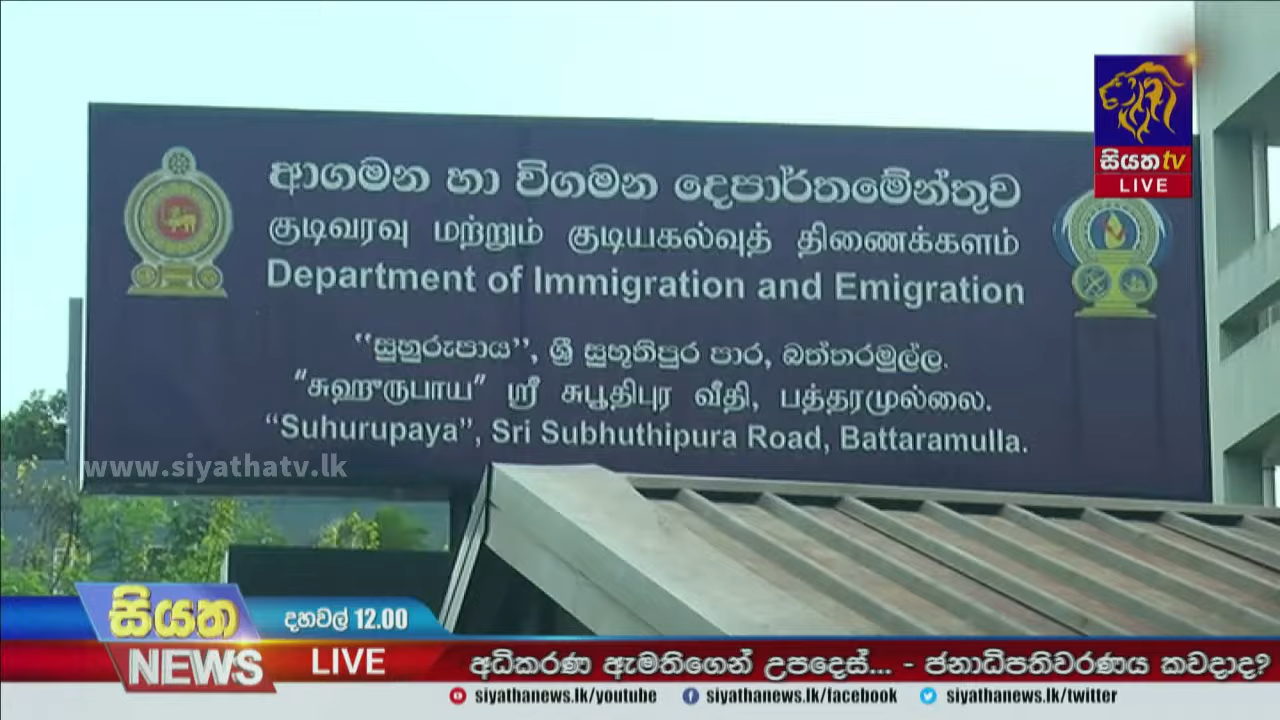 සියත tv
LIVE
ආගමන හා විගමන දෙපාර්තමේන්තුව
குடிவரவு மற்றும் குடியகல்வுத் திணைக்களம்
Department of Immigration and Emigration
“සුහුරුපාය”, ශ්‍රී සුභූතිපුර පාර, බත්තරමුල්ල.
“சுஹுருபாய” ஸ்ரீ சுபூதிபுர வீதி, பத்தரமுல்லை.
“Suhurupaya”, Sri Subhuthipura Road, Battaramulla.
www.siyathatv.lk
සියත
NEWS
දහවල් 12.00
LIVE
අධිකරණ ඇමතිගෙන් උපදෙස්... - ජනාධිපතිවරණය කවදාද?
siyathanews.lk/youtube siyathanews.lk/facebook siyathanews.lk/twitter